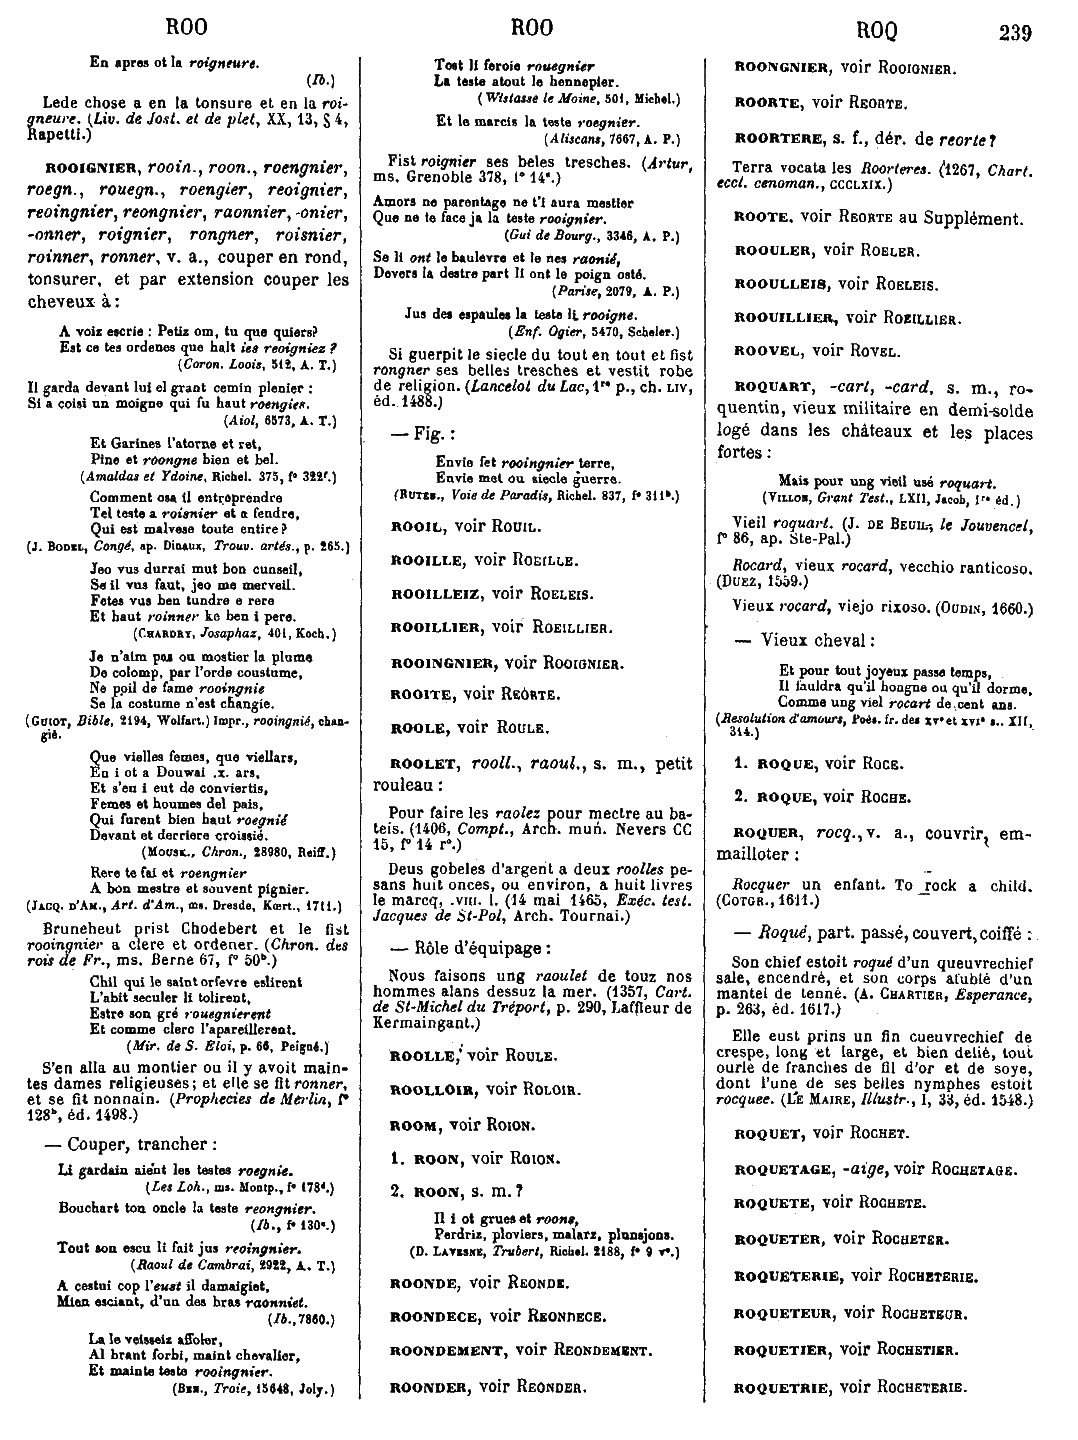 ROO
ROO
ROQ
239
En apres ot la roigneure.
(Ib.)
Lede chose a en la tonsure et en la roi-
gneure. (Liv. de Jost. et de plet, XX, 13, § 4,
Rapetti.)
ROOIGNIER, rooin., roon., roengnier,
roegn., rouegn., roengier, reoignier,
reoingnier, reongnier, raonnier, -onier,
-onner, roignier, rongner, roisnier,
roinner, ronner, v. a., couper en rond,
tonsurer, et par extension couper les
cheveux à :
A voiz escrie : Petiz om, tu que quiers?
Est ce tes ordenes que halt ies reoigniez ?
(Coron. Loois, 512, A. T.)
Il garda devant lui el grant cemin plenier :
Si a coisi un moigne qui fu haut roengies.
(Aiol, 6573, A. T.)
Et Garines l'atorne et ret,
Pine et roongne bien et bel.
(Amaldas et Ydoine, Richel. 375, f° 322f.)
Comment osa il entreprendre
Tel teste a roisnier et a fendre,
Qui est malvese toute entire ?
(J. BODEL, Congé, ap. Dinaux, Trouv. artés., p. 265.)
Jeo vus durrai mut bon cunseil,
Se il vus faut, jeo me merveil.
Fetes vus ben tundre e rere
Et haut roinner ke ben i pere.
(CHARDRY, Josaphaz, 401, Koch.)
Je n'aim pas ou mostier la plume
De colomp, par l'orde coustume,
Ne poil de fame rooingnie
Se la costume n'est changie.
(GUIOT, Bible, 2194, Wolfart.) Impr., rooingnié, chan-
gié.
Que vielles femes, que viellars,
En i ot a Douwai .x. ars,
Et s'en i eut de conviertis,
Femes et houmes del pais,
Qui furent bien haut roegnié
Devant et derriere croissié.
(MOUSK., Chron., 28980, Reiff.)
Rere te fai et roengnier
A bon mestre et souvent pignier.
(JACQ. D'AM., Art. d'Am., ms. Dresde, Kœrt., 1711.)
Bruneheut prist Chodebert et le fist
rooingnier a clere et ordener. (Chron. des
rois de Fr., ms. Berne 67, f° 50b.)
Chil qui le saint orfevre eslirent
L'abit seculer li tolirent,
Estre son gré rouegnierent
Et comme clerc l'apareillerent.
(Mir. de S. Eloi, p. 66, Peigné.)
S'en alla au montier ou il y avoit main-
tes dames religieuses ; et elle se fit ronner,
et se fit nonnain. (Prophecies de Merlin, f°
128b, éd. 1498.)
— Couper, trancher :
Li gardain aient les testes roegnie.
(Les Loh., ms. Montp., f° 178d.)
Bouchart ton oncle la teste reongnier.
(Ib., f° 130c.)
Tout son escu li fait jus reoingnier.
(Raoul de Cambrai, 2922, A. T.)
A cestui cop l'eust il damaigiet,
Mien esciant, d'un des bras raonniet.
(Ib., 7860.)
La le veisseiz affoler,
Al brant forbi, maint chevalier,
Et mainte teste rooingnier.
(BEN., Troie, 15648, Joly.)
Tost li feroie rouegnier
La teste atout le hennepier.
(Wistasse le Moine, 501, Michel.)
Et le marcis la teste roegnier.
(Aliscans, 7667, A. P.)
Fist roignier ses beles tresches. (Artur,
ms. Grenoble 378, f° 14a.)
Amors ne parentage ne t'i aura mestier
Que ne te face ja la teste rooignier.
(Gui de Bourg., 3346, A. P.)
Se li ont le baulevre et le nes raonié,
Devers la destre part li ont le poign osté.
(Parise, 2079, A. P.)
Jus des espaules la teste li rooigne.
(Enf. Ogier, 5470, Scheler.)
Si guerpit le siecle du tout en tout et fist
rongner ses belles tresches et vestit robe
de religion. (Lancelot du Lac, 1re p., ch. LIV,
éd. 1488.)
— Fig. :
Envie fet rooingnier terre,
Envie met ou siecle guerre.
(RUTEB., Voie de Paradis, Richel. 837, f° 311b.)
ROOIL, voir ROUIL.
ROOILLE, voir ROEILLE.
ROOILLEIZ, voir ROELEIS.
ROOILLIER, voir ROEILLIER.
ROOINGNIER, voir ROOIGNIER.
ROOITE, voir REORTE.
ROOLE, voir ROULE.
ROOLET, rooll., raoul., s. m., petit
rouleau :
Pour faire les raolez pour mectre au ba-
teis. (1406, Compt., Arch. mun. Nevers CC
15, f° 14 r°.)
Deus gobeles d'argent a deux roolles pe-
sans huit onces, ou environ, a huit livres
le marcq, .VIII. l. (14 mai 1465, Exéc. test.
Jacques de St-Pol, Arch. Tournai.)
— Rôle d'équipage :
Nous faisons ung raoulet de touz nos
hommes alans dessuz la mer. (1357, Cart.
de St-Michel du Tréport, p. 290, Laffleur de
Kermaingant.)
ROOLLE, voir ROULE.
ROOLLOIR, voir ROLOIR.
ROOM, voir ROION.
1. ROON, voir ROION.
2. ROON, s. m. ?
Il i ot grues et roons,
Perdriz, ploviers, malarz, plunsjons.
(D. LAVESNE, Trubert, Richel. 2188, f° 9 v°.)
ROONDE, voir REONDE.
ROONDECE, voir REONDECE.
ROONDEMENT, voir REONDEMENT.
ROONDER, voir REONDER.
ROONGNIER, voir ROOIGNIER.
ROORTE, voir REORTE.
ROORTERE, s. f., dér. de reorte ?
Terra vocata les Roorteres. (1267, Chart.
eccl. cenoman., CCCLXIX.)
ROOTE, voir REORTE au Supplément.
ROOULER, voir ROELER.
ROOULLEIS, voir ROELEIS.
ROOUILLIER, voir ROEILLIER.
ROOVEL, voir ROVEL.
ROQUART, -cart, -card, s. m., ro-
quentin, vieux militaire en demi-solde
logé dans les châteaux et les places
fortes :
Mais pour ung vieil usé roquart.
(VILLON, Grant Test., LXII, Jacob, 1re éd.)
Vieil roquart. (J. DE BEUIL, le Jouvencel,
f° 86, ap. Ste-Pal.)
Rocard, vieux rocard, vecchio ranticoso.
(DUEZ, 1559.)
Vieux rocard, viejo rixoso. (OUDIN, 1660.)
— Vieux cheval :
Et pour tout joyeux passe temps,
Il fauldra qu'il hoagne ou qu'il dorme,
Comme ung viel rocart de cent ans.
(Resolution d'amours, Poés. fr. des XVe et XVIe s., XII,
314.)
1. ROQUE, voir ROCE.
2. ROQUE, voir ROCHE.
ROQUER, rocq., v. a., couvrir, em-
mailloter :
Rocquer un enfant. To rock a child.
(COTGR., 1611.)
— Roqué, part. passé, couvert, coiffé :
Son chief estoit roqué d'un queuvrechief
sale, encendré, et son corps afublé d'un
mantel de tenné. (A. CHARTIER, Esperance,
p. 263, éd. 1617.)
Elle eust prins un fin cueuvrechief de
crespe, long et large, et bien delié, tout
ourlé de franches de fil d'or et de soye,
dont l'une de ses belles nymphes estoit
rocquee. (LE MAIRE, Illustr., I, 33, éd. 1548.)
ROQUET, voir ROCHET.
ROQUETAGE, -aige, voir ROCHETAGE.
ROQUETE, voir ROCHETE.
ROQUETER, voir ROCHETER.
ROQUETERIE, voir ROCHETERIE.
ROQUETEUR, voir ROCHETEUR.
ROQUETIER, voir ROCHETIER.
ROQUETRIE, voir ROCHETERIE.